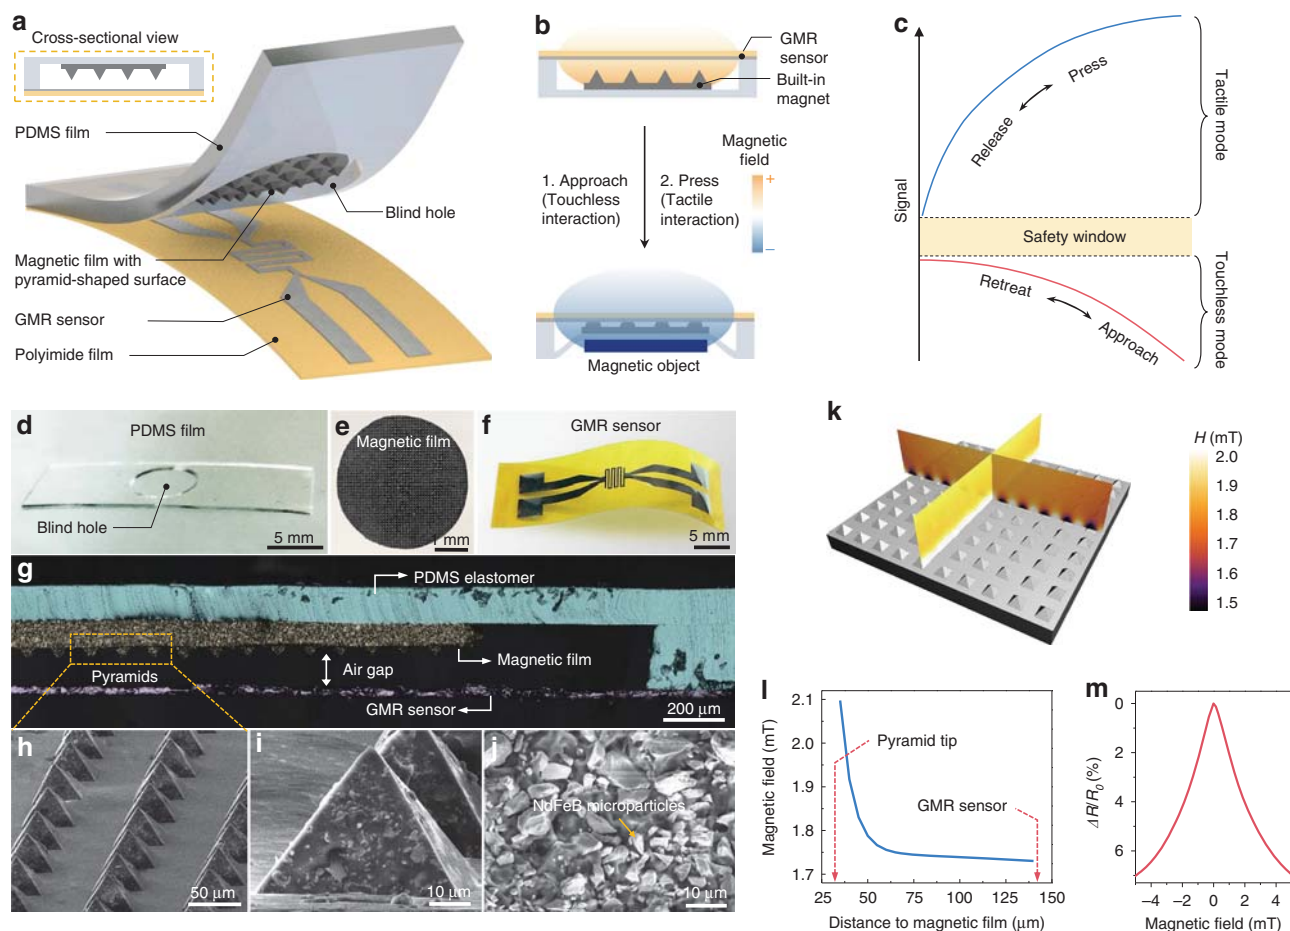 a
Cross-sectional view
PDMS film
Blind hole
Magnetic film with
pyramid-shaped surface
GMR sensor
Polyimide film
b
GMR
sensor
Built-in
magnet
Magnetic
field
+
−
1. Approach
(Touchless
interaction)
2. Press
(Tactile
interaction)
Magnetic object
c
Signal
Press
Release
Tactile mode
Safety window
Retreat
Approach
Touchless mode
d
PDMS film
Blind hole
5 mm
e
Magnetic film
1 mm
f
GMR sensor
5 mm
g
PDMS elastomer
Magnetic film
Air gap
Pyramids
GMR sensor
200 μm
h
50 μm
i
10 μm
j
NdFeB microparticles
10 μm
k
H (mT)
2.0
1.9
1.8
1.7
1.6
1.5
l
Magnetic field (mT)
2.1
2.0
1.9
1.8
1.7
Pyramid tip
GMR sensor
25 50 75 100 125 150
Distance to magnetic film (μm)
m
ΔR/R0 (%)
0
2
4
6
−4 −2 0 2 4
Magnetic field (mT)